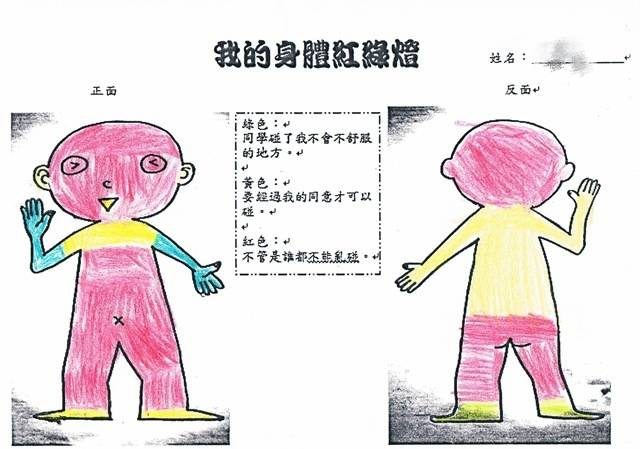 我的身體紅綠燈
姓名：
正面
反面
綠色：
同學碰了我不會不舒服
的地方。
黃色：
要經過我的同意才可以
碰。
紅色：
不管是誰都不能亂碰。